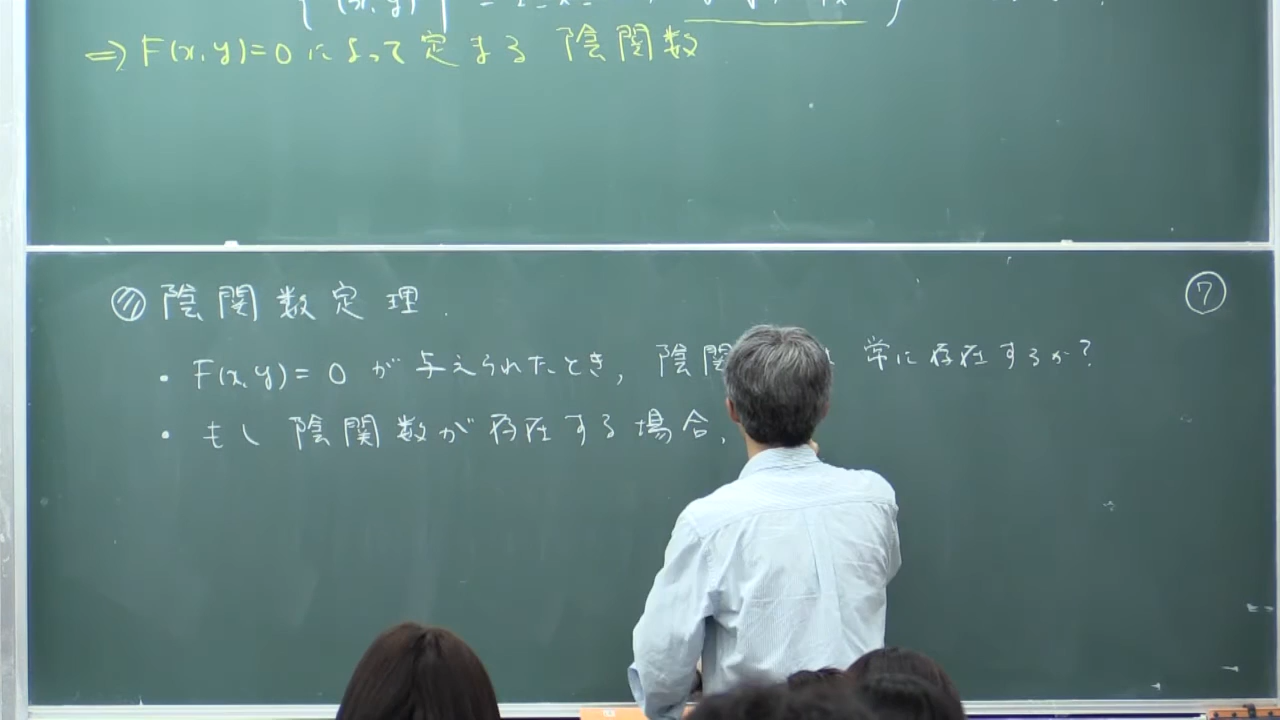 ⇒ F(x,y)=0 によって定まる 陰関数
陰関数定理.
⑦
・F(x,y)=0 が与えられたとき, 陰関 常に存在するか?
・もし 陰関数が存在する場合,